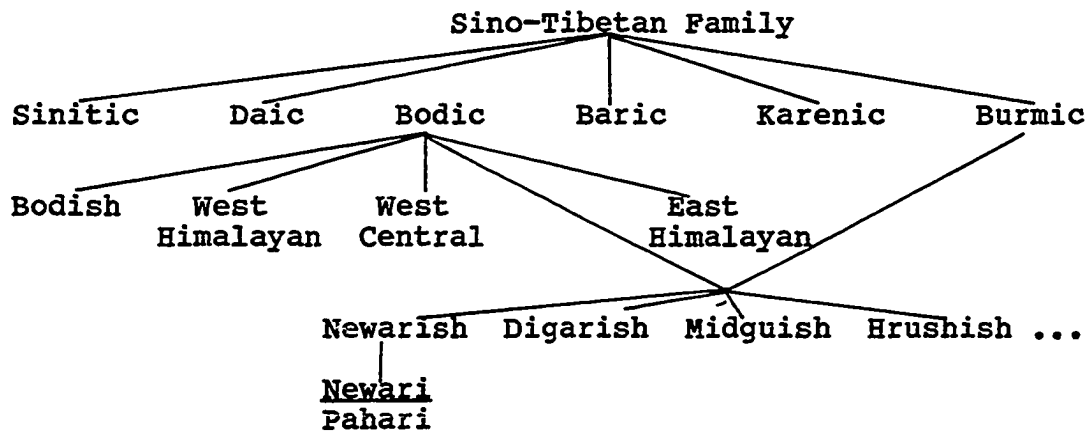 Sino-Tibetan Family
Sinitic Daic Bodic Baric Karenic Burmic
Bodish West West East
Himalayan Central Himalayan
Newarish Digarish Midguish Hrushish ...
Newari
Pahari